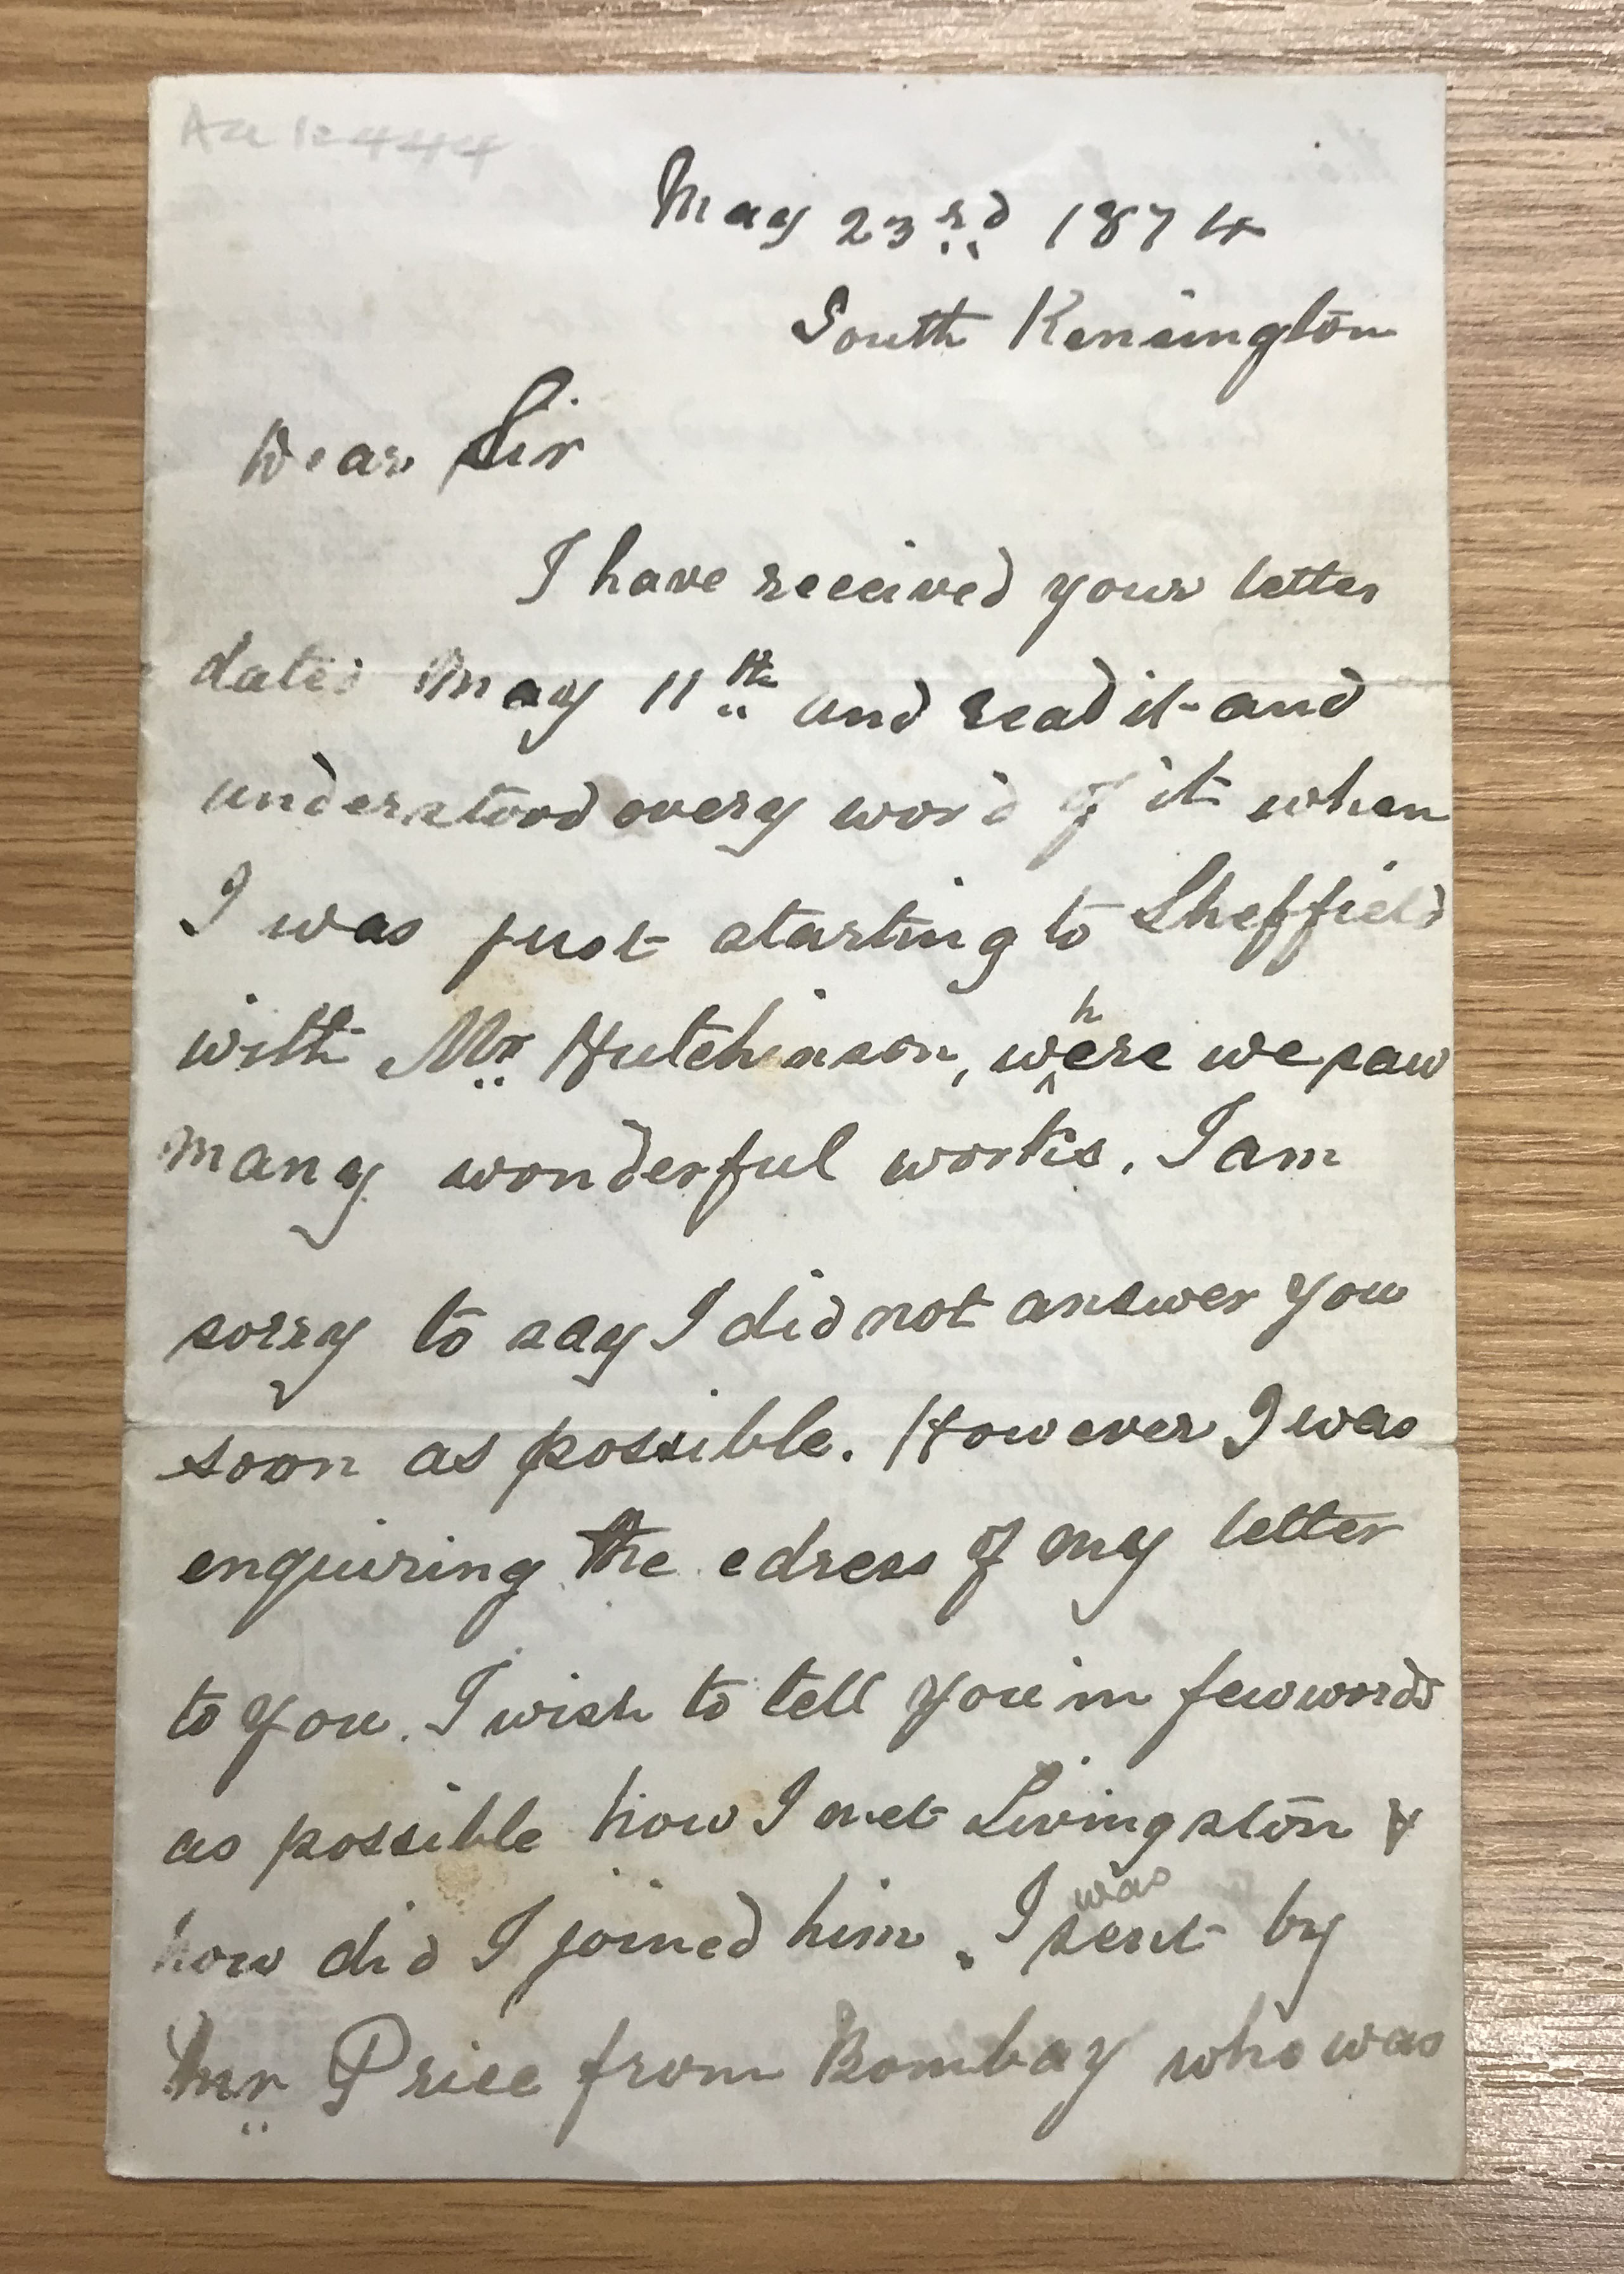 Acc 12444
May 23rd 1874
South Kensington
Dear Sir
I have received your letter
dated May 11th and read it and
understood every word of it when
I was just starting to Sheffield
with Mr Hutchinson, where we saw
many wonderful works. I am
sorry to say I did not answer you
soon as possible. However I was
enquiring the edress of my letter
to you. I wish to tell you in few words
as possible how I met Livingston &
how did I joined him. I was sent by
Mr Price from Bombay who was